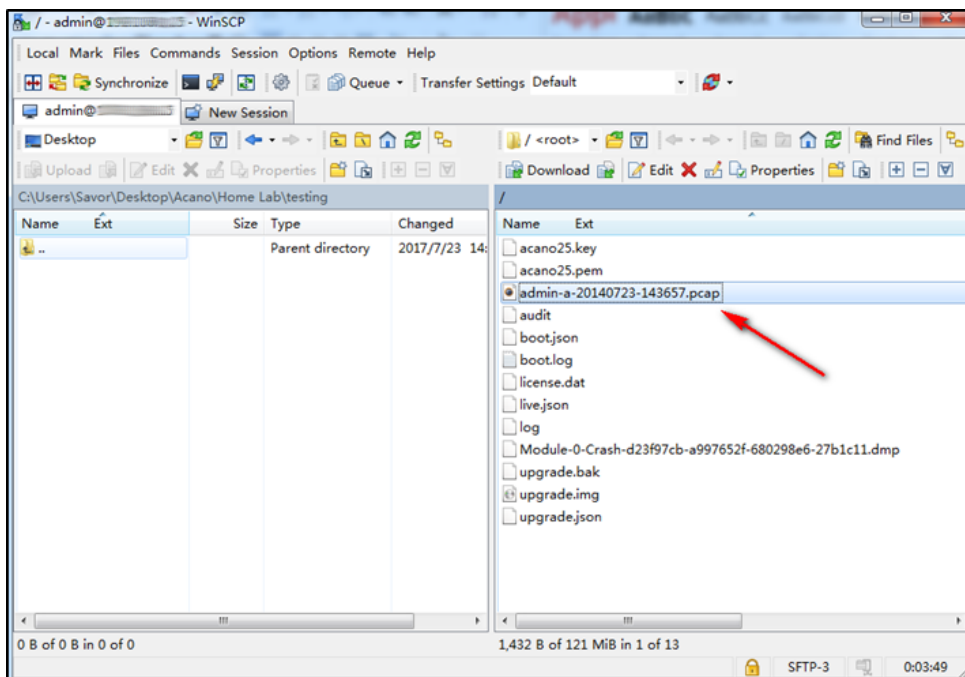 / - admin@ - WinSCP
Local Mark Files Commands Session Options Remote Help
Synchronize Queue Transfer Settings Default
admin@ New Session
Desktop / <root> Find Files
Upload Edit Properties Download Edit Properties
C:\Users\Savor\Desktop\Acano\Home Lab\testing /
Name Ext Size Type Changed Name Ext
.. Parent directory 2017/7/23 14:
acano25.key
acano25.pem
admin-a-20140723-143657.pcap
audit
boot.json
boot.log
license.dat
live.json
log
Module-0-Crash-d23f97cb-a997652f-680298e6-27b1c11.dmp
upgrade.bak
upgrade.img
upgrade.json
0 B of 0 B in 0 of 0 1,432 B of 121 MiB in 1 of 13
SFTP-3 0:03:49